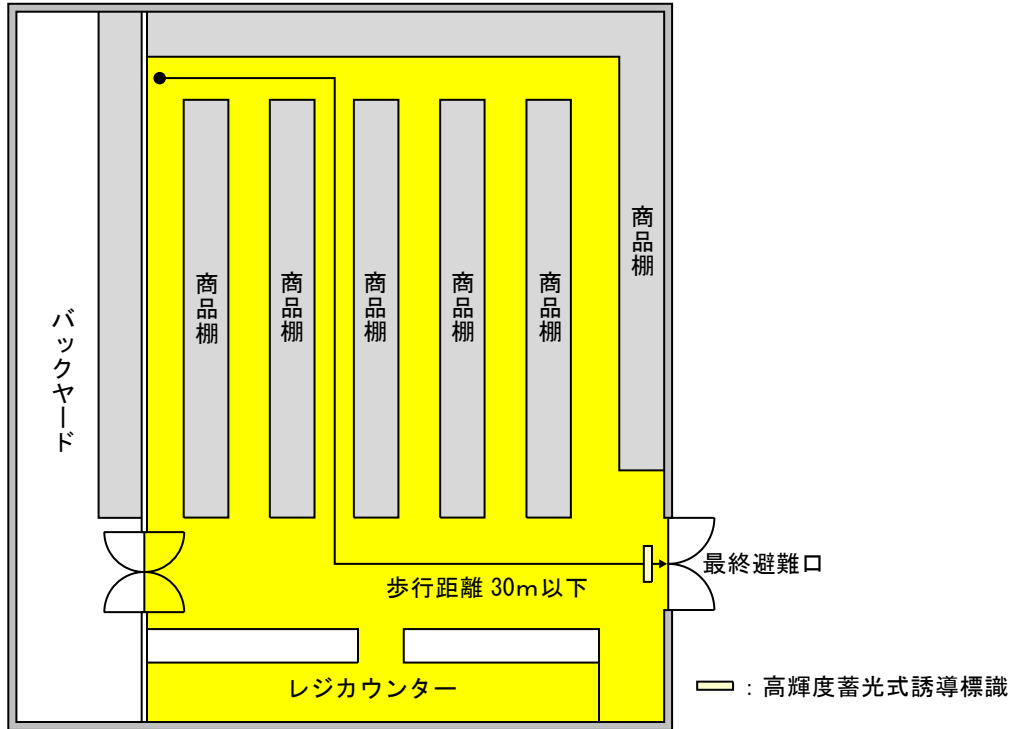 商品棚
商品棚
商品棚
商品棚
商品棚
商品棚
バックヤード
最終避難口
歩行距離 30m以下
レジカウンター
：高輝度蓄光式誘導標識